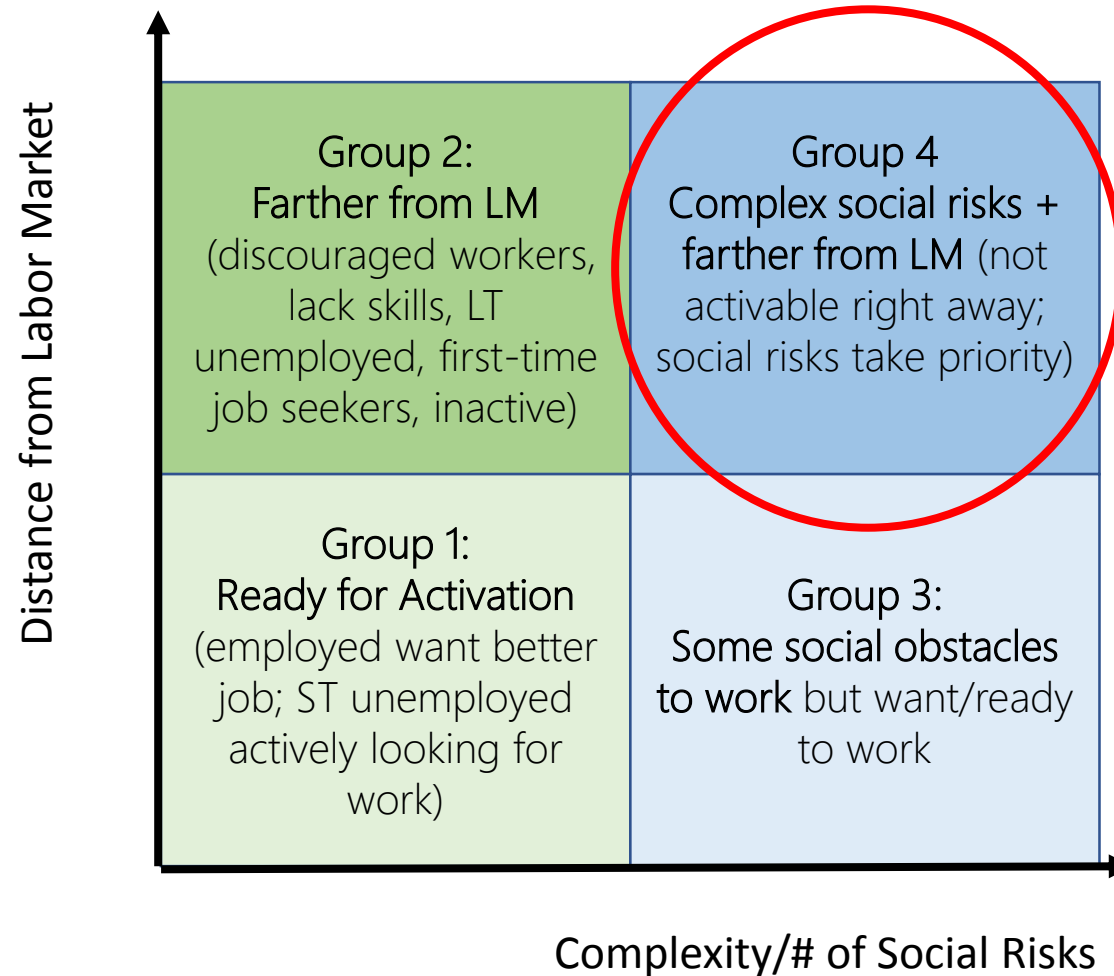 Distance from Labor Market
Group 2:
Farther from LM
(discouraged workers,
lack skills, LT
unemployed, first-time
job seekers, inactive)
Group 4
Complex social risks +
farther from LM (not
activable right away;
social risks take priority)
Group 1:
Ready for Activation
(employed want better
job; ST unemployed
actively looking for
work)
Group 3:
Some social obstacles
to work but want/ready
to work
Complexity/# of Social Risks